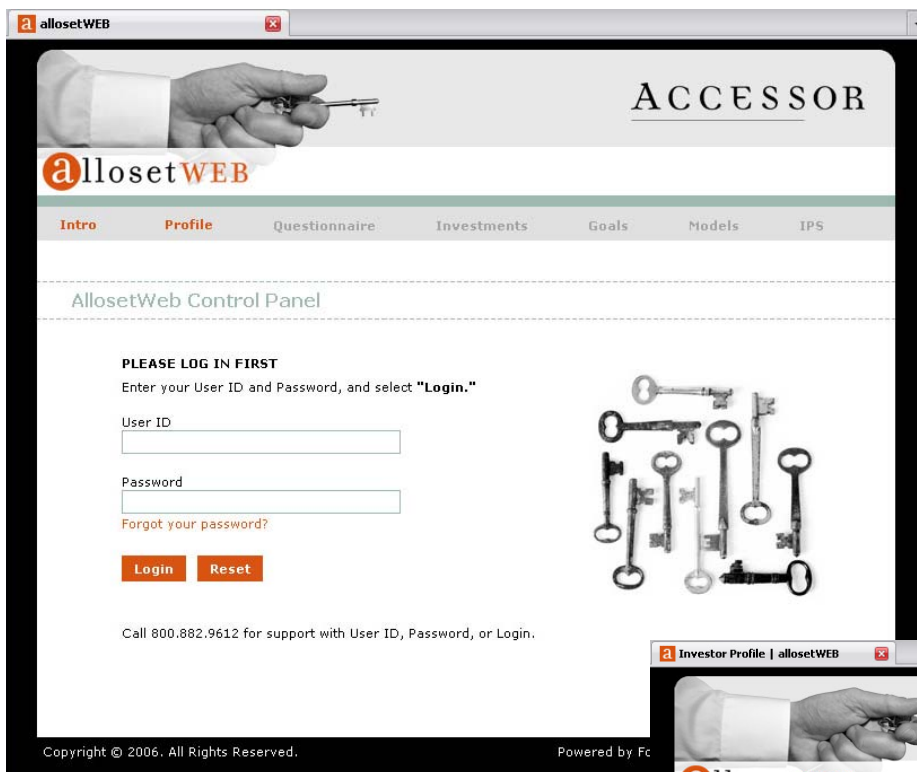 allosetWEB
ACCESSOR
allosetWEB
Intro Profile Questionnaire Investments Goals Models IPS
AllosetWeb Control Panel
PLEASE LOG IN FIRST
Enter your User ID and Password, and select "Login."
User ID
Password
Forgot your password?
Login Reset
Call 800.882.9612 for support with User ID, Password, or Login.
Investor Profile | allosetWEB
Copyright © 2006. All Rights Reserved. Powered by